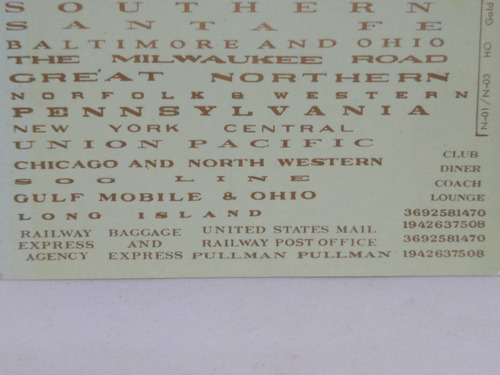 SOUTHERN
SANTA FE
BALTIMORE AND OHIO
THE MILWAUKEE ROAD
GREAT NORTHERN
NORFOLK & WESTERN
PENNSYLVANIA
NEW YORK CENTRAL
UNION PACIFIC
CHICAGO AND NORTH WESTERN
SOO LINE
GULF MOBILE & OHIO
LONG ISLAND
RAILWAY BAGGAGE UNITED STATES MAIL
EXPRESS AND RAILWAY POST OFFICE
AGENCY EXPRESS PULLMAN PULLMAN
CLUB
DINER
COACH
LOUNGE
3692581470
1942637508
3692581470
1942637508
N-01/N-03 HO Gold